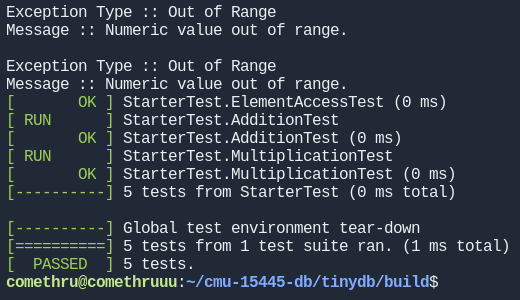 Exception Type :: Out of Range
Message :: Numeric value out of range.

Exception Type :: Out of Range
Message :: Numeric value out of range.
[       OK ] StarterTest.ElementAccessTest (0 ms)
[ RUN      ] StarterTest.AdditionTest
[       OK ] StarterTest.AdditionTest (0 ms)
[ RUN      ] StarterTest.MultiplicationTest
[       OK ] StarterTest.MultiplicationTest (0 ms)
[----------] 5 tests from StarterTest (0 ms total)

[----------] Global test environment tear-down
[==========] 5 tests from 1 test suite ran. (1 ms total)
[  PASSED  ] 5 tests.
comethru@comethruuu:~/cmu-15445-db/tinydb/build$